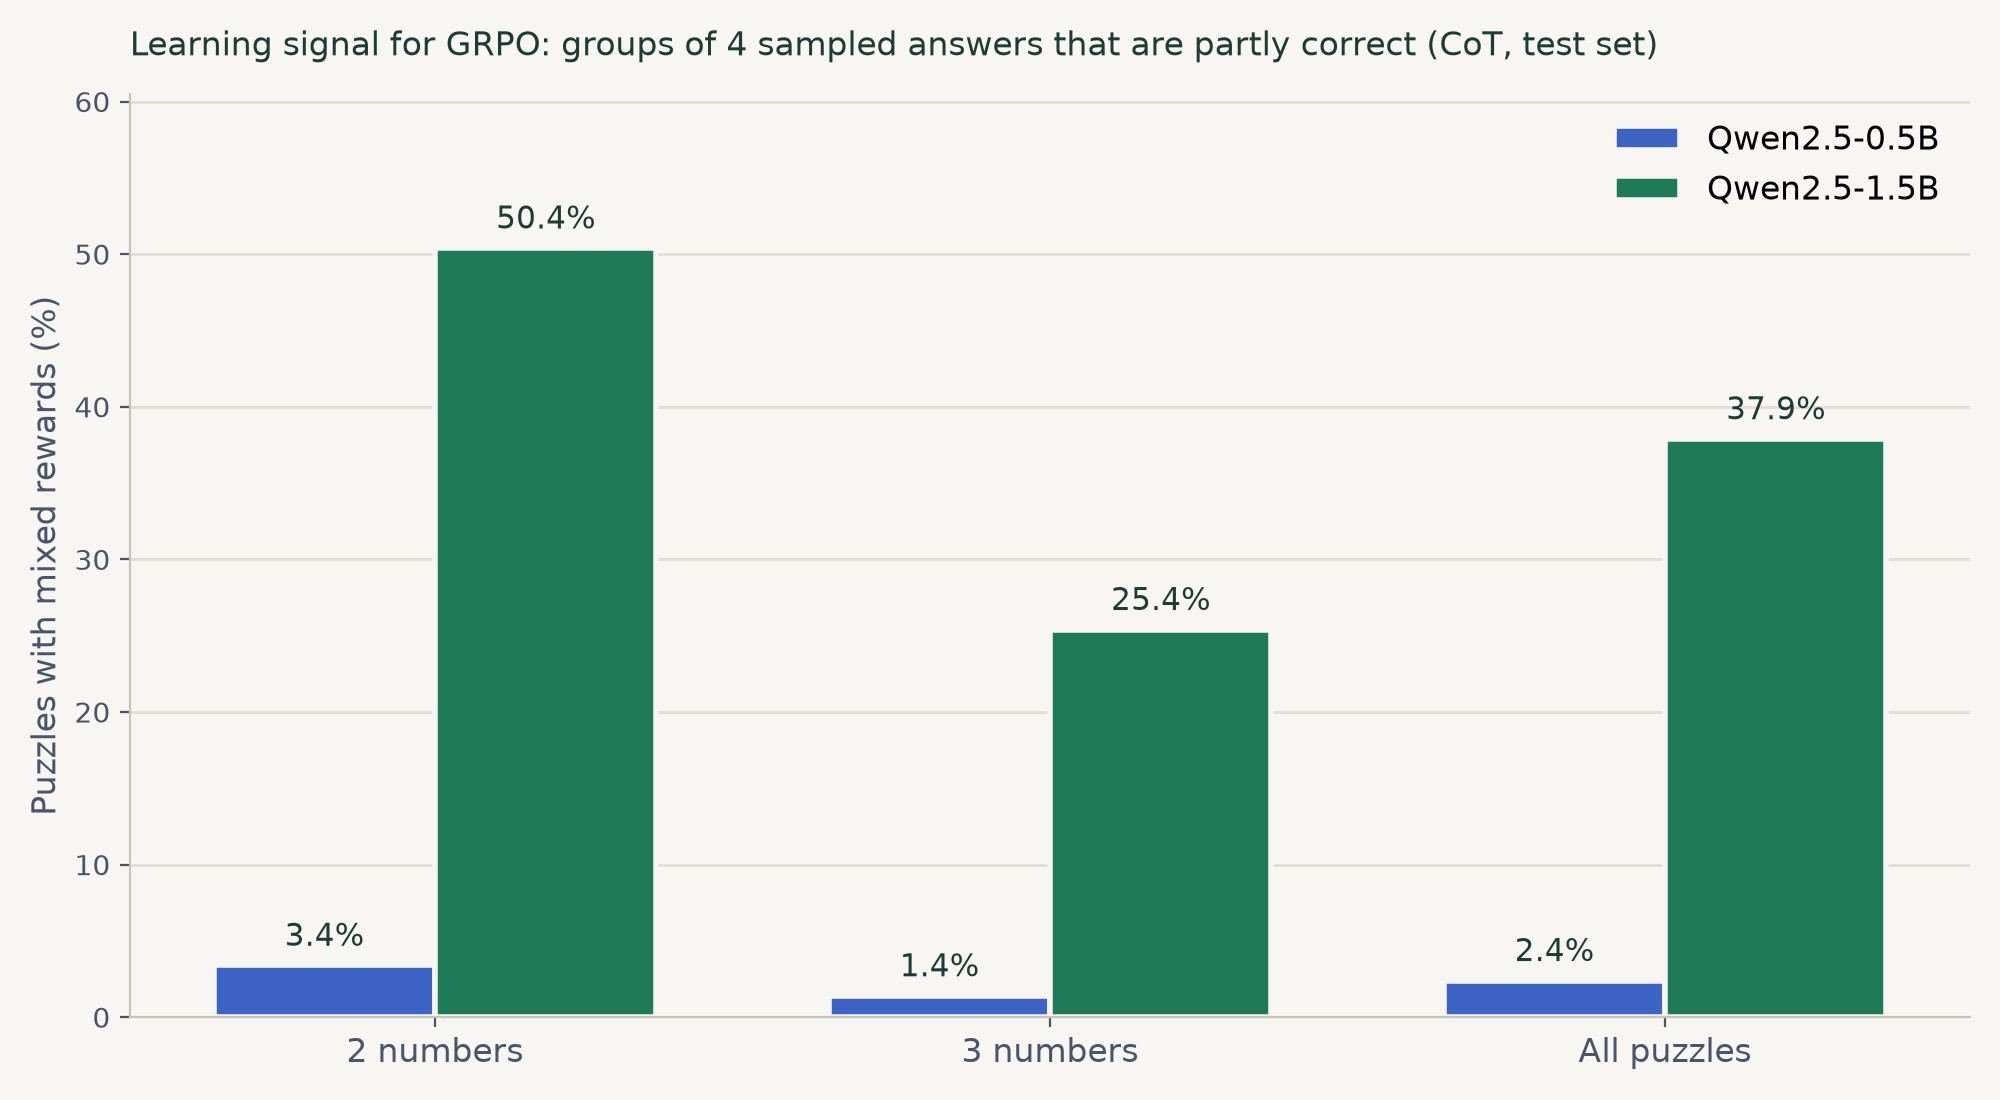 Learning signal for GRPO: groups of 4 sampled answers that are partly correct (CoT, test set)
Puzzles with mixed rewards (%)
60
50
40
30
20
10
0
Qwen2.5-0.5B
Qwen2.5-1.5B
3.4%
50.4%
1.4%
25.4%
2.4%
37.9%
2 numbers
3 numbers
All puzzles